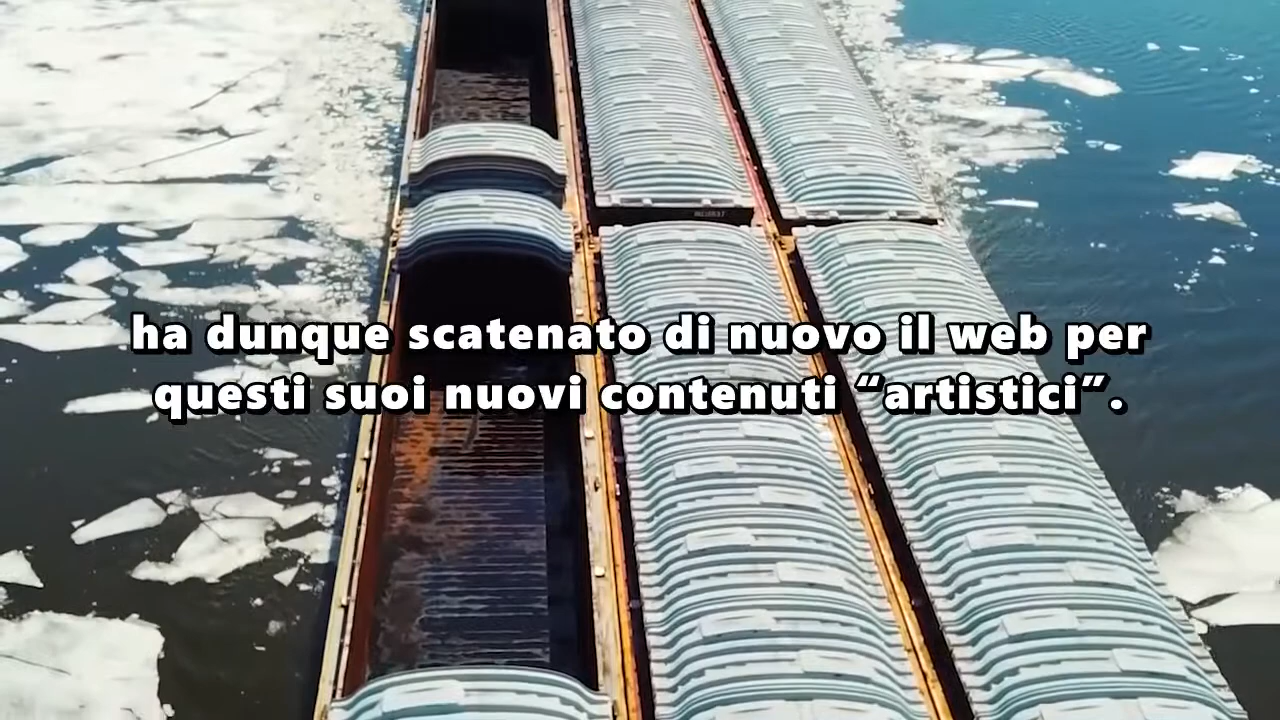 ha dunque scatenato di nuovo il web per
questi suoi nuovi contenuti “artistici”.